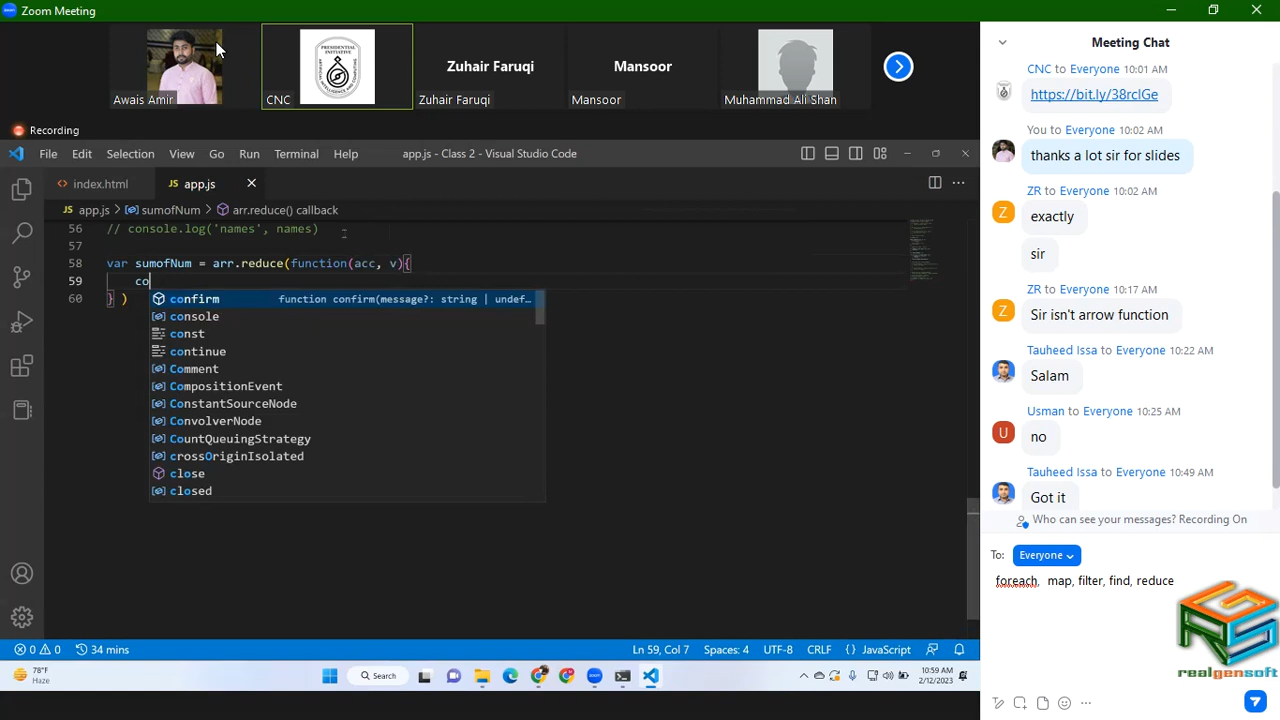 Zoom Meeting
PRESIDENTIAL INITIATIVE
Zuhair Faruqi
Mansoor
Awais Amir
CNC
Zuhair Faruqi
Mansoor
Muhammad Ali Shan
Recording
File Edit Selection View Go Run Terminal Help
app.js - Class 2 - Visual Studio Code
index.html
JS app.js
JS app.js > sumofNum > arr.reduce() callback
56 // console.log('names', names)
57
58 var sumofNum = arr.reduce(function(acc, v){
59 co
60 } )
confirm function confirm(message?: string | undef…
console
const
continue
Comment
CompositionEvent
ConstantSourceNode
ConvolverNode
CountQueuingStrategy
crossOriginIsolated
close
closed
0 0 34 mins
Ln 59, Col 7 Spaces: 4 UTF-8 CRLF {} JavaScript
78°F
Haze
Search
10:59 AM
2/12/2023
Meeting Chat
CNC to Everyone 10:01 AM
https://bit.ly/38rclGe
You to Everyone 10:02 AM
thanks a lot sir for slides
ZR to Everyone 10:02 AM
Z
exactly
sir
ZR to Everyone 10:17 AM
Z
Sir isn't arrow function
Tauheed Issa to Everyone 10:22 AM
Salam
Usman to Everyone 10:25 AM
U
no
Tauheed Issa to Everyone 10:49 AM
Got it
Who can see your messages? Recording On
To: Everyone
foreach, map, filter, find, reduce
realgensoft